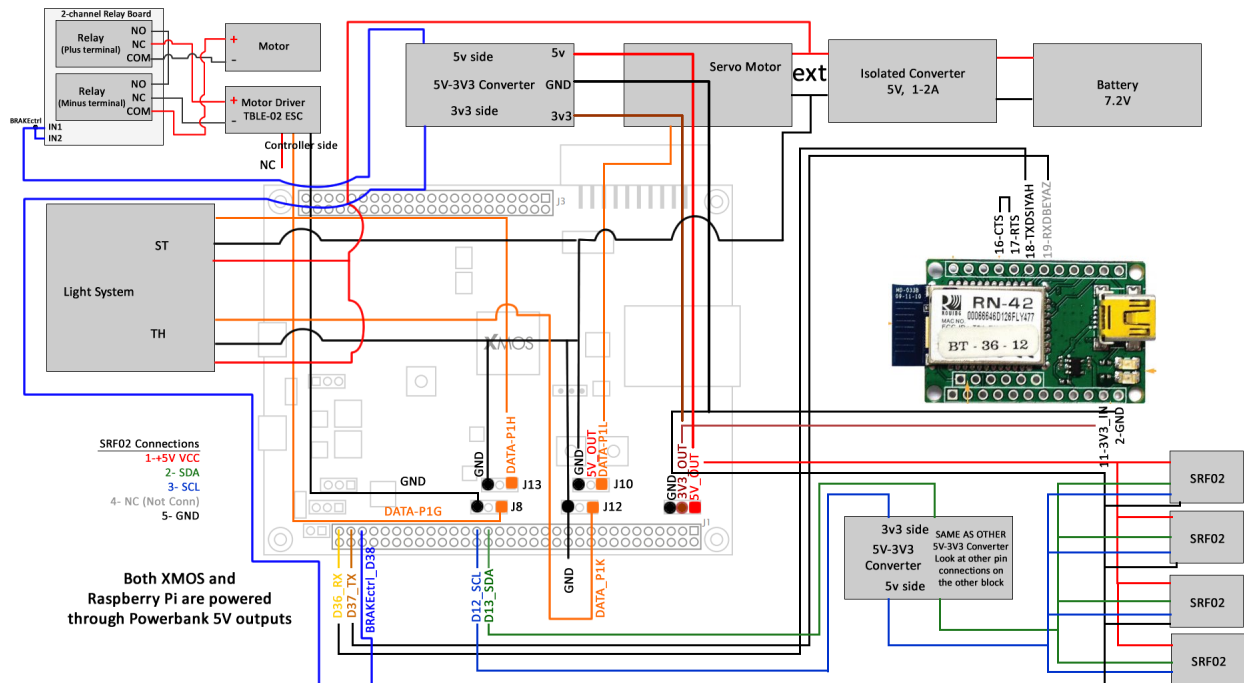 2-channel Relay Board
Relay
(Plus terminal)
NO
NC
COM
Relay
(Minus terminal)
NO
NC
COM
BRAKEctrl
IN1
IN2
+
-
Motor
+
-
Motor Driver
TBLE-02 ESC
Controller side
NC
5v side
5V-3V3 Converter
3v3 side
5v
GND
3v3
Servo Motor
ext
Isolated Converter
5V, 1-2A
Battery
7.2V
J3
Light System
ST
TH
XMOS
16-CTS
17-RTS
18-TXDSIYAH
19-RXDBEYAZ
RN-42
00066646D126FLY477
MAC.NO
BT - 36 - 12
11-3V3_IN
2-GND
SRF02 Connections
1-+5V VCC
2- SDA
3- SCL
4- NC (Not Conn)
5- GND
GND
DATA-P1H
J13
GND
5V_OUT
DATA-P1L
J10
GND
3V3_OUT
5V_OUT
GND
DATA-P1G
J8
J12
J1
GND
DATA_P1K
D36_RX
D37_TX
BRAKEctrl_D38
D12_SCL
D13_SDA
Both XMOS and
Raspberry Pi are powered
through Powerbank 5V outputs
3v3 side
5V-3V3
Converter
5v side
SAME AS OTHER
5V-3V3 Converter
Look at other pin
connections on
the other block
SRF02
SRF02
SRF02
SRF02